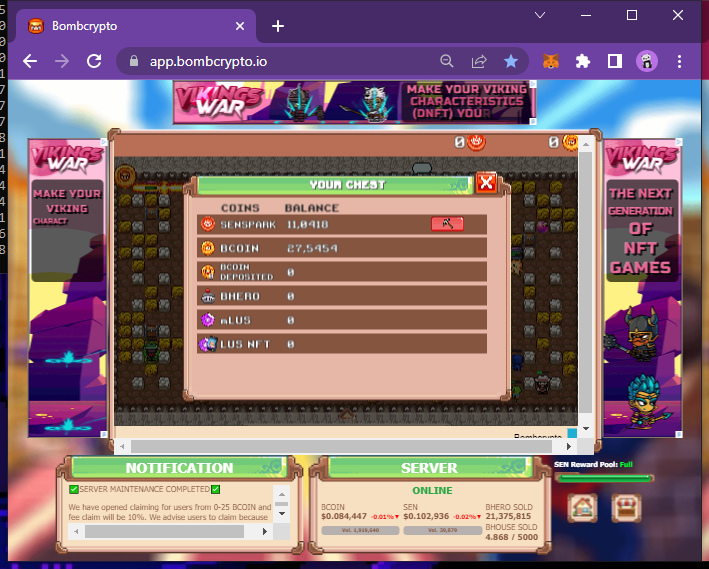 Bombcrypto
app.bombcrypto.io
VIKINGS WAR
MAKE YOUR VIKING
CHARACTERISTICS
(DNFT) YOU
VIKINGS WAR
MAKE YOUR
VIKING
CHARACT
0
0
YOUR CHEST
COINS BALANCE
SENSPARK 11,0418
BCOIN 27,5454
BCOIN
DEPOSITED 0
BHERO 0
mLUS 0
LUS NFT 0
Bombcrypto
VIKINGS WAR
THE NEXT
GENERATION
OF
NFT
GAMES
NOTIFICATION
✅SERVER MAINTENANCE COMPLETED✅
We have opened claiming for users from 0-25 BCOIN and
fee claim will be 10%. We advise users to claim because
SERVER
ONLINE
BCOIN SEN BHERO SOLD
$0.084,447 -0.01%▼ $0.102,936 -0.02%▼ 21,375,815
BHOUSE SOLD
4.868 / 5000
SEN Reward Pool: Full